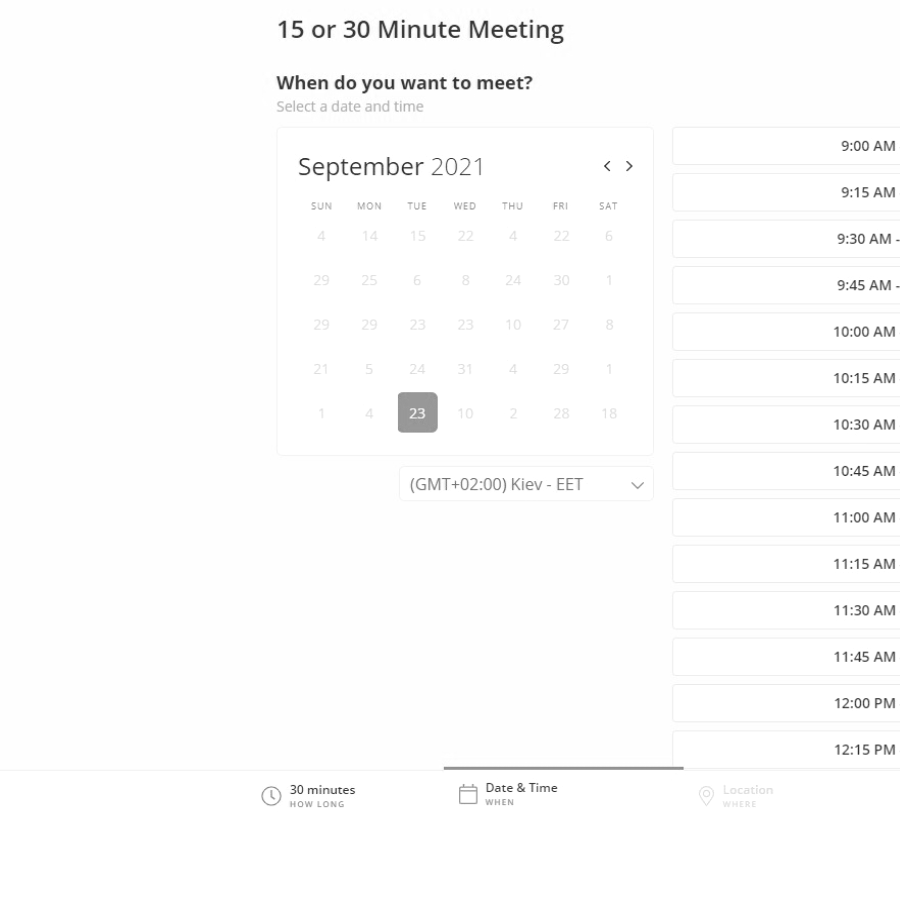 15 or 30 Minute Meeting
When do you want to meet?
Select a date and time
September 2021
SUN MON TUE WED THU FRI SAT
4 14 15 22 4 22 6
29 25 6 8 24 30 1
29 29 23 23 10 27 8
21 5 24 31 4 29 1
1 4 23 10 2 28 18
(GMT+02:00) Kiev - EET
9:00 AM
9:15 AM
9:30 AM -
9:45 AM -
10:00 AM
10:15 AM
10:30 AM
10:45 AM
11:00 AM
11:15 AM
11:30 AM
11:45 AM
12:00 PM
12:15 PM
30 minutes
HOW LONG
Date & Time
WHEN
Location
WHERE